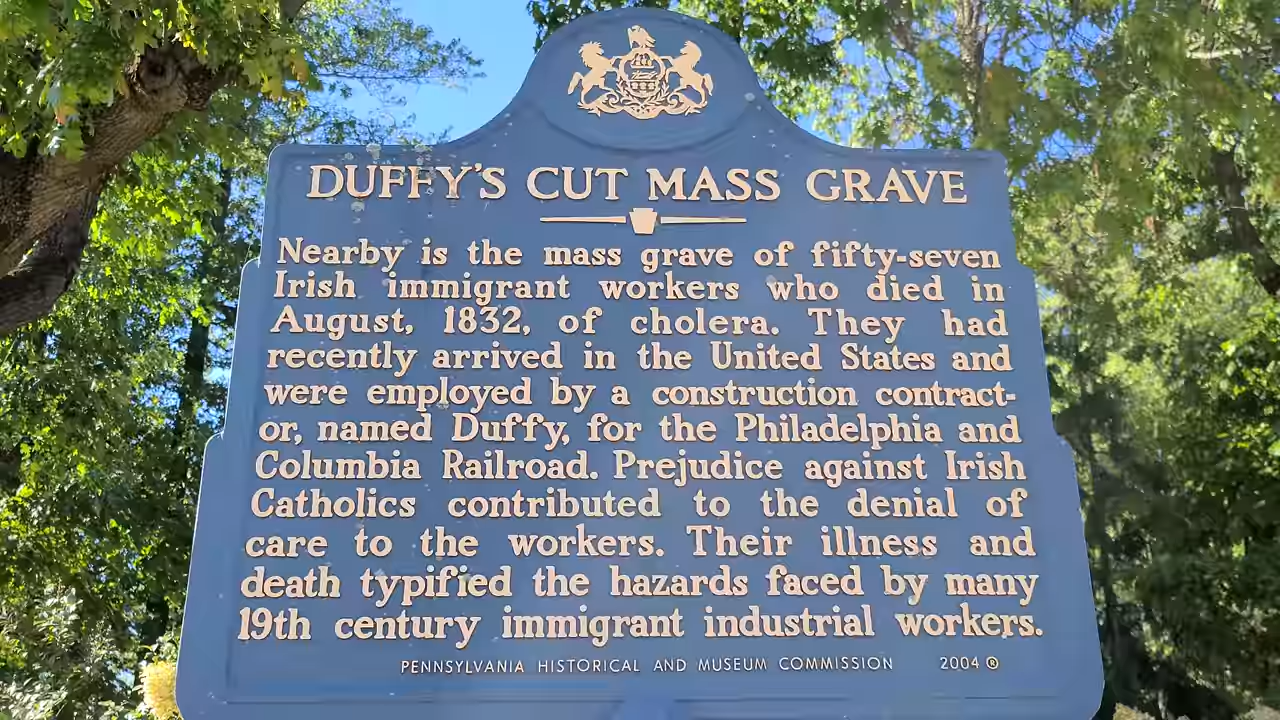 DUFFY'S CUT MASS GRAVE
Nearby is the mass grave of fifty-seven
Irish immigrant workers who died in
August, 1832, of cholera. They had
recently arrived in the United States and
were employed by a construction contract-
or, named Duffy, for the Philadelphia and
Columbia Railroad. Prejudice against Irish
Catholics contributed to the denial of
care to the workers. Their illness and
death typified the hazards faced by many
19th century immigrant industrial workers.
PENNSYLVANIA HISTORICAL AND MUSEUM COMMISSION 2004 ®